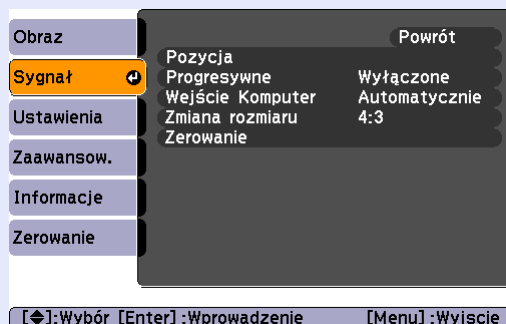 Obraz
Sygnał
Ustawienia
Zaawansow.
Informacje
Zerowanie
Powrót
Pozycja
Progresywne Wyłączone
Wejście Komputer Automatycznie
Zmiana rozmiaru 4:3
Zerowanie
[◆]:Wybór [Enter]:Wprowadzenie [Menu]:Wyjscie